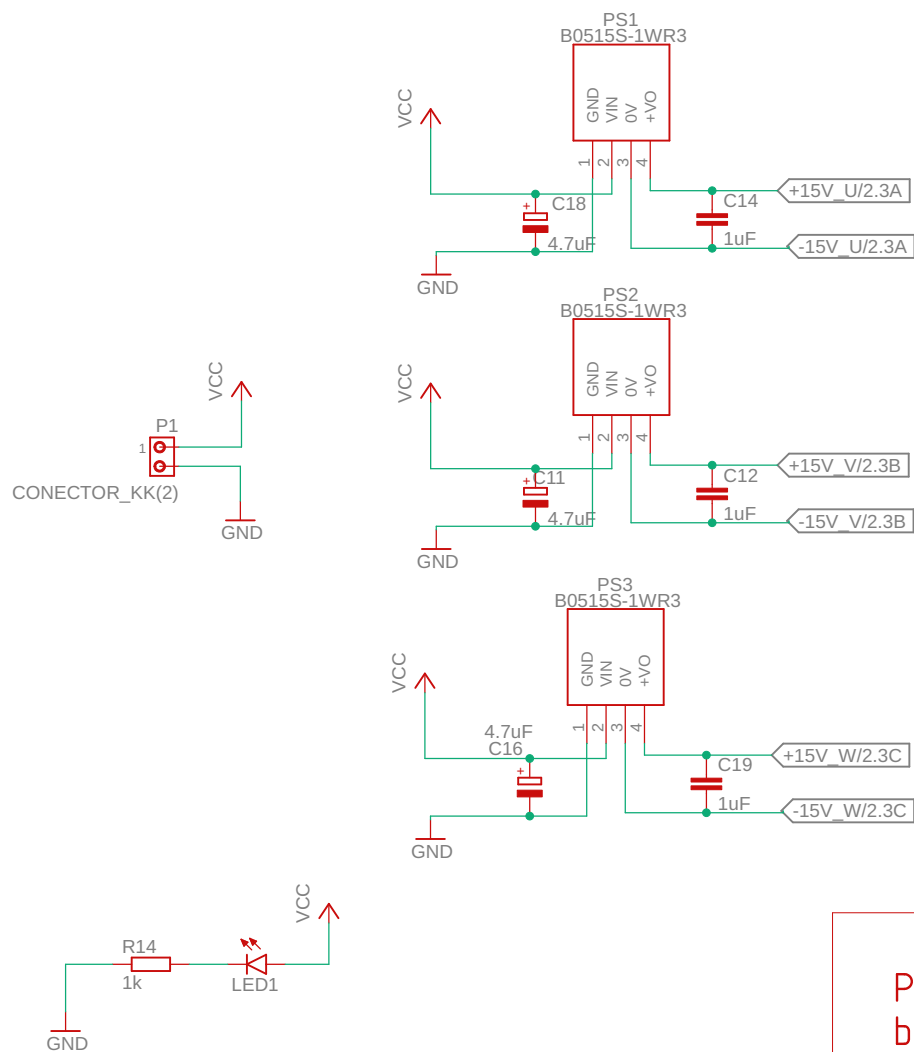 PS1
B0515S-1WR3
VCC
GND
VIN
0V
+VO
1
2
3
4
+
C18
4.7uF
GND
C14
1uF
+15V_U/2.3A
-15V_U/2.3A
PS2
B0515S-1WR3
VCC
GND
VIN
0V
+VO
1
2
3
4
+
C11
4.7uF
GND
C12
1uF
+15V_V/2.3B
-15V_V/2.3B
VCC
P1
1
CONECTOR_KK(2)
GND
PS3
B0515S-1WR3
VCC
GND
VIN
0V
+VO
1
2
3
4
4.7uF
C16
+
GND
C19
1uF
+15V_W/2.3C
-15V_W/2.3C
VCC
R14
1k
LED1
GND
P
b